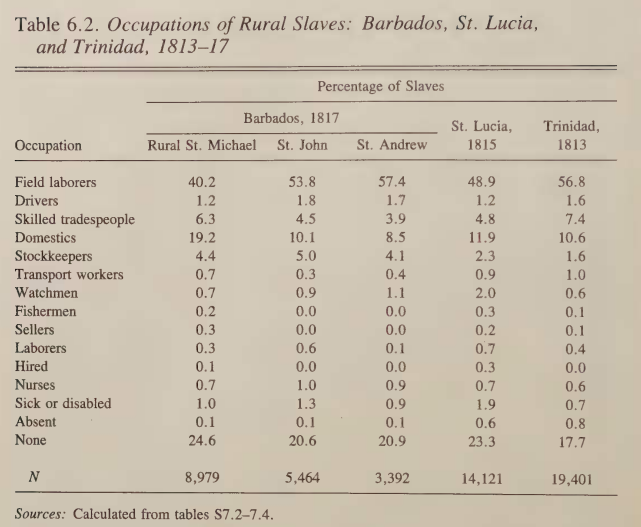 Table 6.2. Occupations of Rural Slaves: Barbados, St. Lucia,
and Trinidad, 1813–17
Percentage of Slaves
Barbados, 1817
St. Lucia, Trinidad,
Occupation Rural St. Michael St. John St. Andrew 1815 1813
Field laborers 40.2 53.8 57.4 48.9 56.8
Drivers 1.2 1.8 1.7 1.2 1.6
Skilled tradespeople 6.3 4.5 3.9 4.8 7.4
Domestics 19.2 10.1 8.5 11.9 10.6
Stockkeepers 4.4 5.0 4.1 2.3 1.6
Transport workers 0.7 0.3 0.4 0.9 1.0
Watchmen 0.7 0.9 1.1 2.0 0.6
Fishermen 0.2 0.0 0.0 0.3 0.1
Sellers 0.3 0.0 0.0 0.2 0.1
Laborers 0.3 0.6 0.1 0.7 0.4
Hired 0.1 0.0 0.0 0.3 0.0
Nurses 0.7 1.0 0.9 0.7 0.6
Sick or disabled 1.0 1.3 0.9 1.9 0.7
Absent 0.1 0.1 0.1 0.6 0.8
None 24.6 20.6 20.9 23.3 17.7
N 8,979 5,464 3,392 14,121 19,401
Sources: Calculated from tables S7.2–7.4.